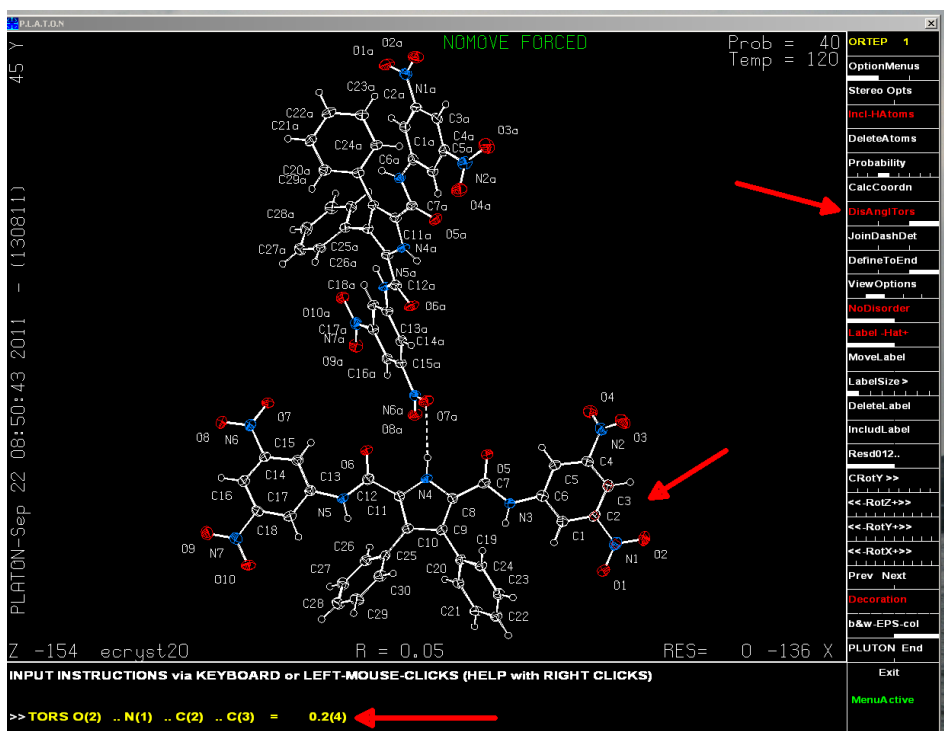 P.L.A.T.O.N
NOMOVE FORCED
Prob = 40
Temp = 120
45 Y
PLATON-Sep 22 08:50:43 2011 - (130811)
O1a
O2a
N1a
C2a
C23a
C22a
C21a
C24a
C3a
C4a
C1a
C5a
O3a
C6a
N2a
C20a
C29a
C7a
O4a
C28a
O5a
C11a
N4a
C27a
C25a
C26a
N5a
C12a
C18a
O10a
O6a
C17a
N7a
C13a
C14a
O9a
C16a
C15a
N6a
O7a
O8a
O7
O8
N6
C15
O6
O5
O4
O3
N2
C14
C13
C4
C5
C16
C17
C12
N4
C7
C6
C3
N5
C11
C8
N3
C2
C18
C10
C9
C1
O9
N7
C26
C25
C19
O2
N1
O10
C27
C30
C20
C24
C23
O1
C28
C29
C21
C22
Z -154 ecryst20
R = 0.05
RES= 0 -136 X
ORTEP 1
OptionMenus
Stereo Opts
Incl-HAtoms
DeleteAtoms
Probability
CalcCoordn
DisAnglTors
JoinDashDet
DefineToEnd
ViewOptions
NoDisorder
Label -Hat+
MoveLabel
LabelSize >
DeleteLabel
IncludLabel
Resd012..
CRotY >>
<<-RotZ+>>
<<-RotY+>>
<<-RotX+>>
Prev Next
Decoration
b&w-EPS-col
PLUTON End
Exit
MenuActive
INPUT INSTRUCTIONS via KEYBOARD or LEFT-MOUSE-CLICKS (HELP with RIGHT CLICKS)
>> TORS O(2) .. N(1) .. C(2) .. C(3) = 0.2(4)